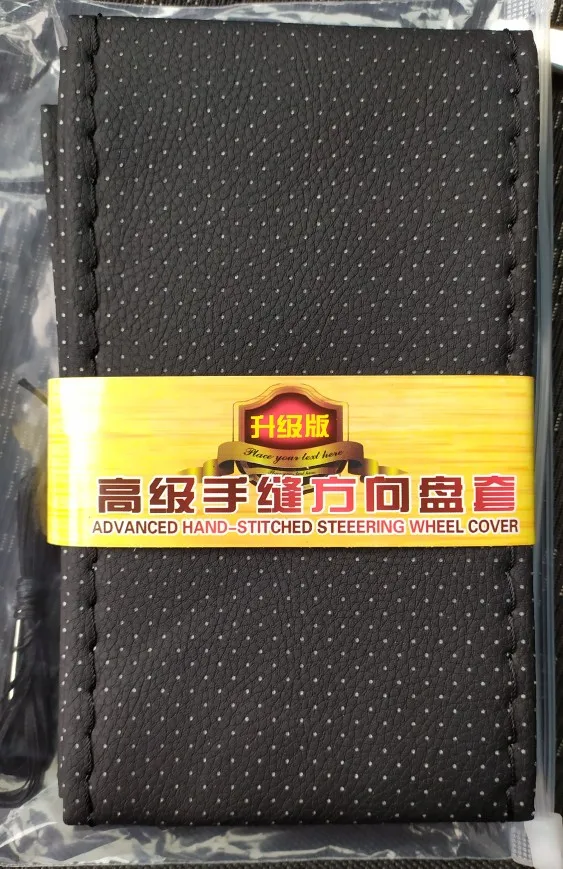 升级版
Place your text here
高级手缝方向盘套
ADVANCED HAND-STITCHED STEEERING WHEEL COVER